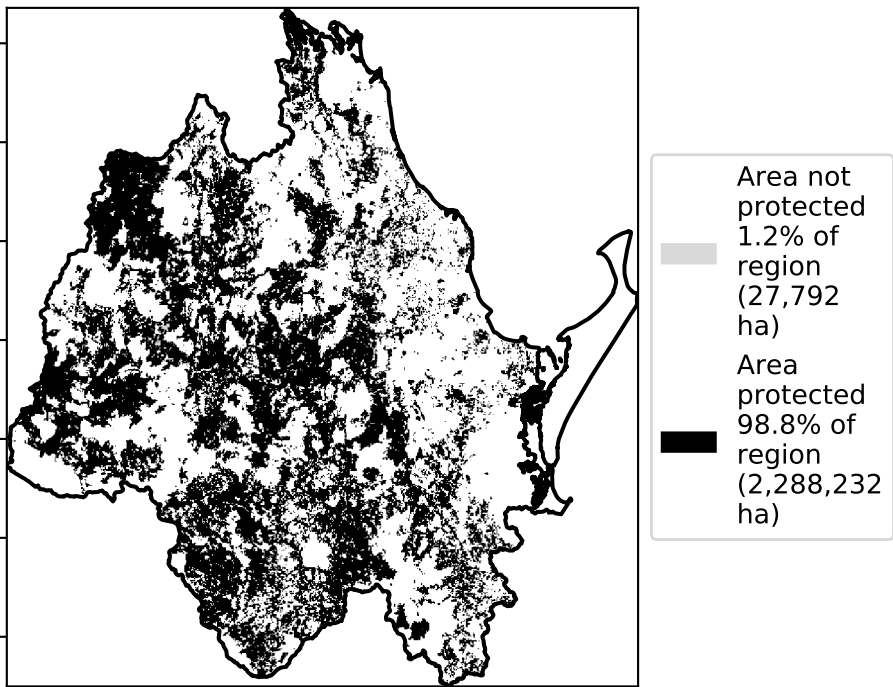 Area not
protected
1.2% of
region
(27,792
ha)
Area
protected
98.8% of
region
(2,288,232
ha)